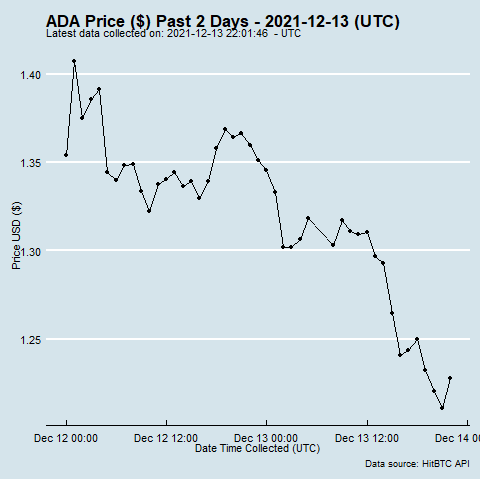 ADA Price ($) Past 2 Days - 2021-12-13 (UTC)
Latest data collected on: 2021-12-13 22:01:46 - UTC
1.40
1.35
1.30
1.25
Price USD ($)
Dec 12 00:00 Dec 12 12:00 Dec 13 00:00 Dec 13 12:00 Dec 14 00
Date Time Collected (UTC)
Data source: HitBTC API